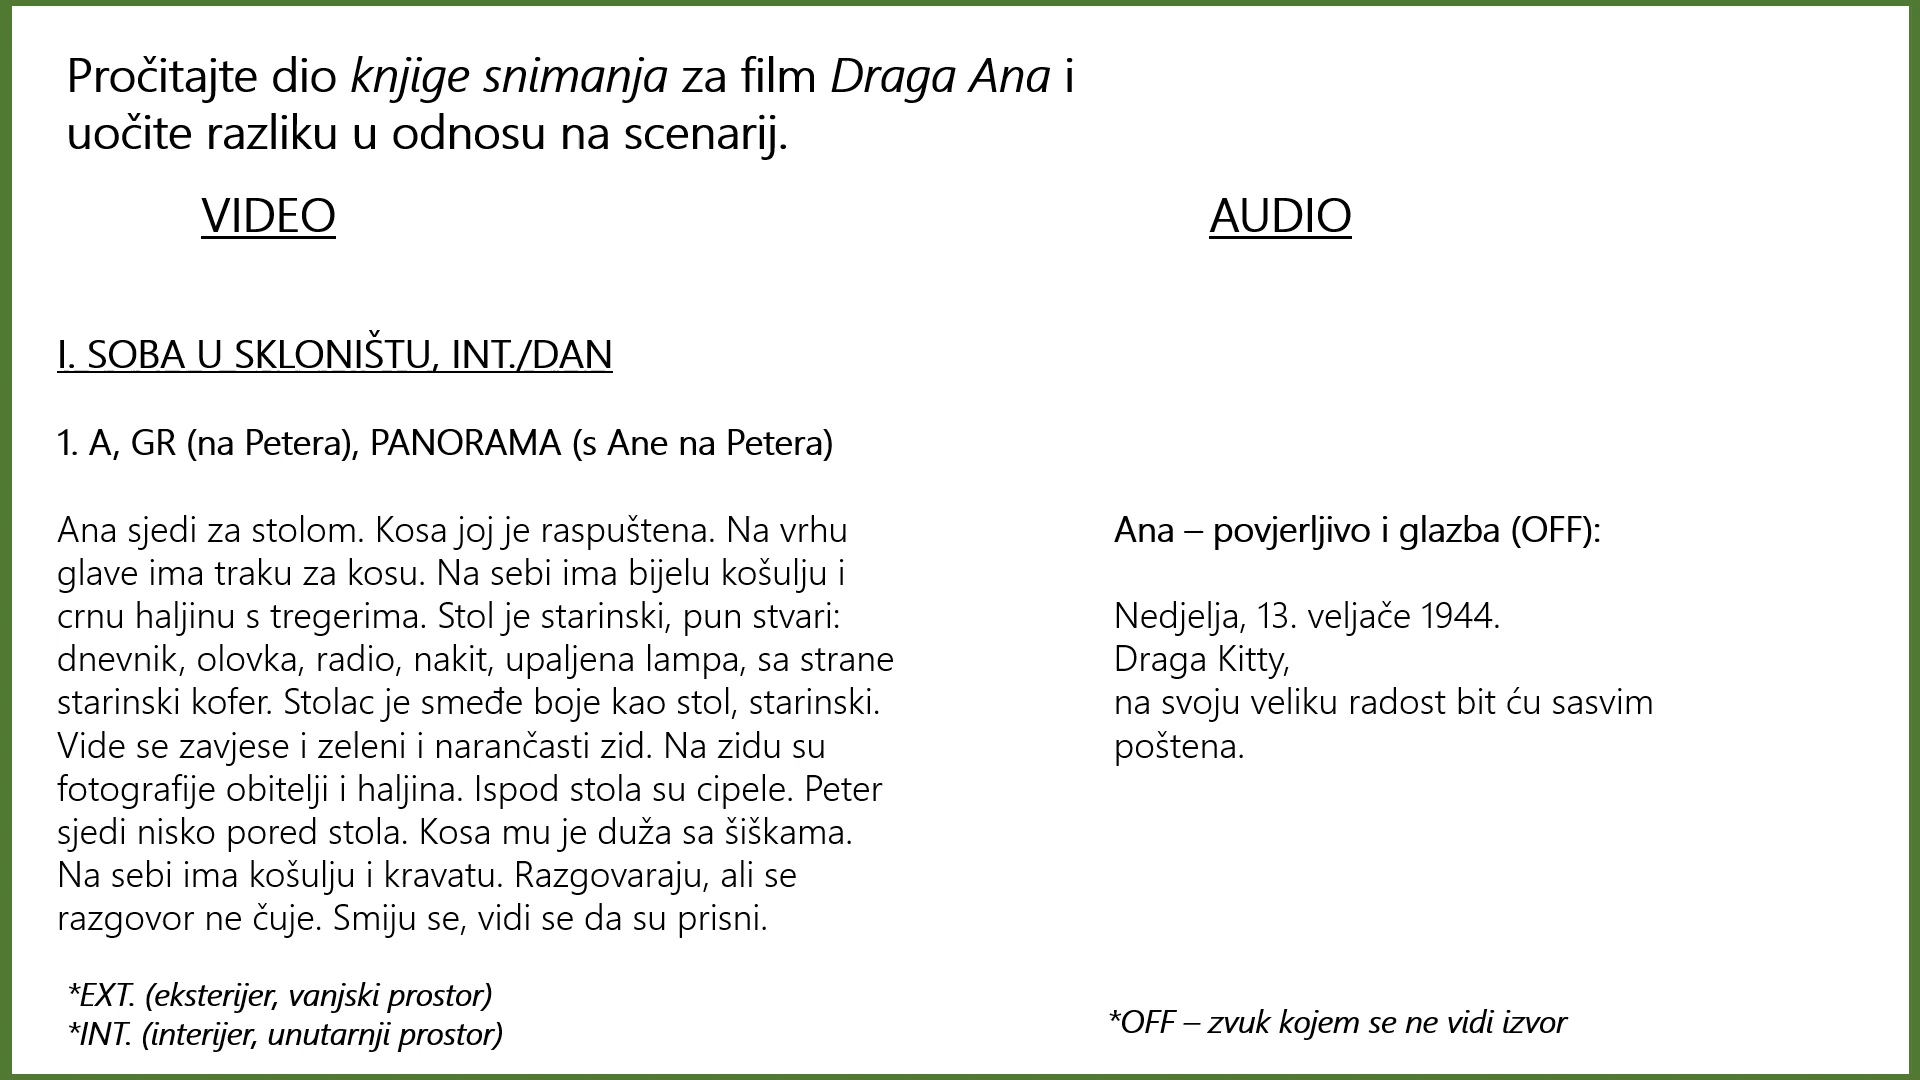 Pročitajte dio knjige snimanja za film Draga Ana i
uočite razliku u odnosu na scenarij.
VIDEO
AUDIO
I. SOBA U SKLONIŠTU, INT./DAN
1. A, GR (na Petera), PANORAMA (s Ane na Petera)
Ana sjedi za stolom. Kosa joj je raspuštena. Na vrhu
glave ima traku za kosu. Na sebi ima bijelu košulju i
crnu haljinu s tregerima. Stol je starinski, pun stvari:
dnevnik, olovka, radio, nakit, upaljena lampa, sa strane
starinski kofer. Stolac je smeđe boje kao stol, starinski.
Vide se zavjese i zeleni i narančasti zid. Na zidu su
fotografije obitelji i haljina. Ispod stola su cipele. Peter
sjedi nisko pored stola. Kosa mu je duža sa šiškama.
Na sebi ima košulju i kravatu. Razgovaraju, ali se
razgovor ne čuje. Smiju se, vidi se da su prisni.
*EXT. (eksterijer, vanjski prostor)
*INT. (interijer, unutarnji prostor)
Ana – povjerljivo i glazba (OFF):
Nedjelja, 13. veljače 1944.
Draga Kitty,
na svoju veliku radost bit ću sasvim
poštena.
*OFF – zvuk kojem se ne vidi izvor